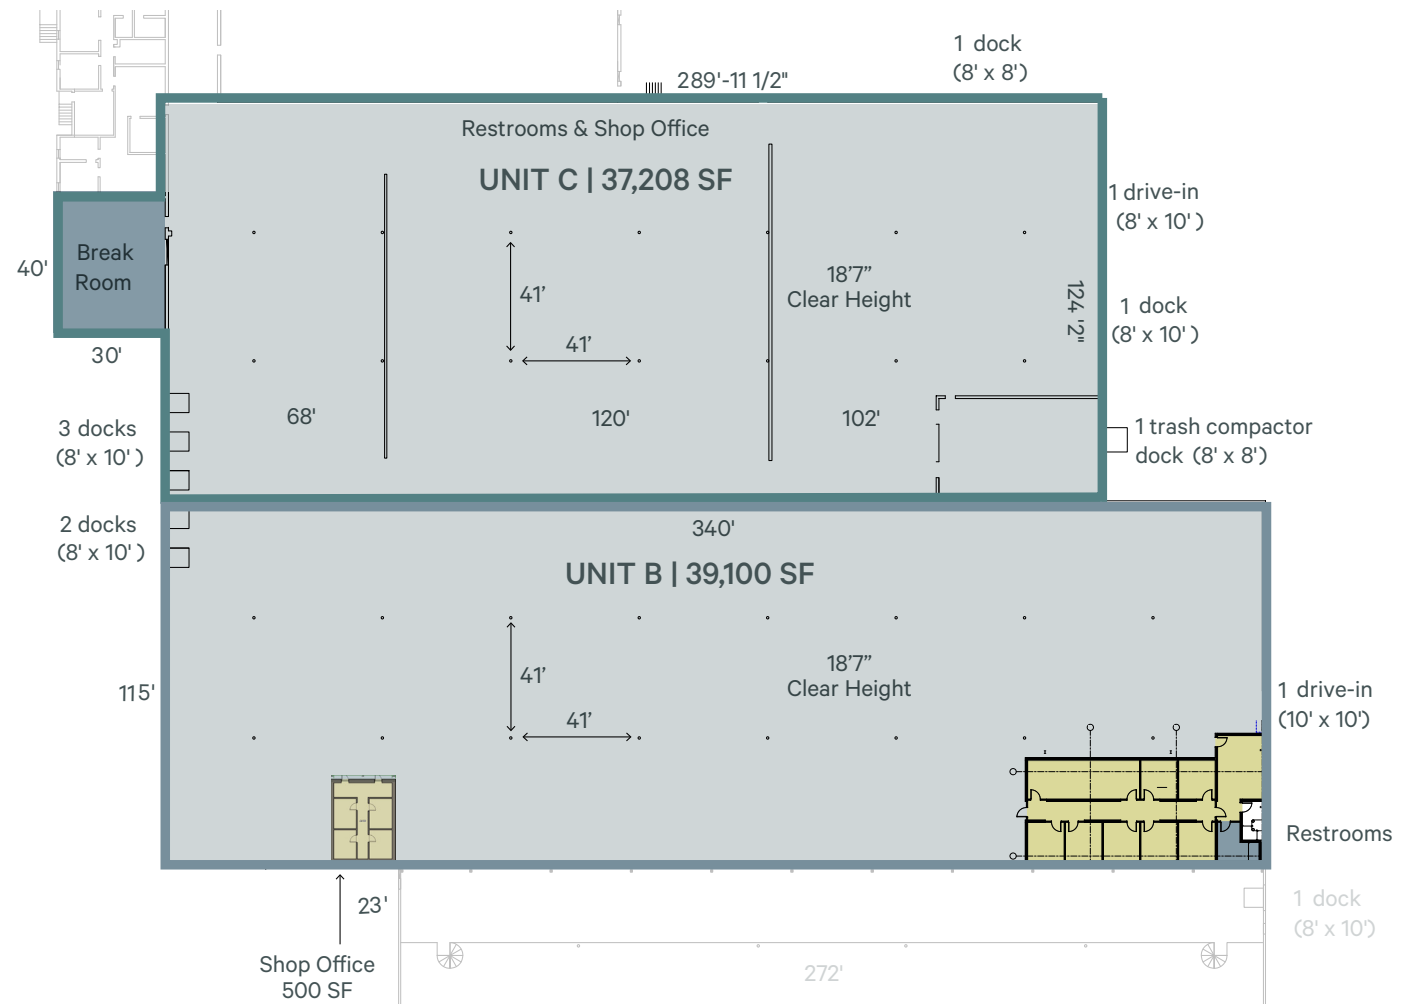 1 dock
(8' x 8')
289'-11 1/2"
Restrooms & Shop Office
UNIT C | 37,208 SF
1 drive-in
(8' x 10')
Break
Room
40'
41'
18'7”
Clear Height
124 '2"
1 dock
(8' x 10')
30'
41’
68'
120'
102'
3 docks
(8' x 10')
1 trash compactor
dock (8' x 8')
2 docks
(8' x 10')
340'
UNIT B | 39,100 SF
41’
18'7”
Clear Height
115'
41’
1 drive-in
(10' x 10')
Restrooms
23'
1 dock
(8' x 10')
Shop Office
500 SF
272'